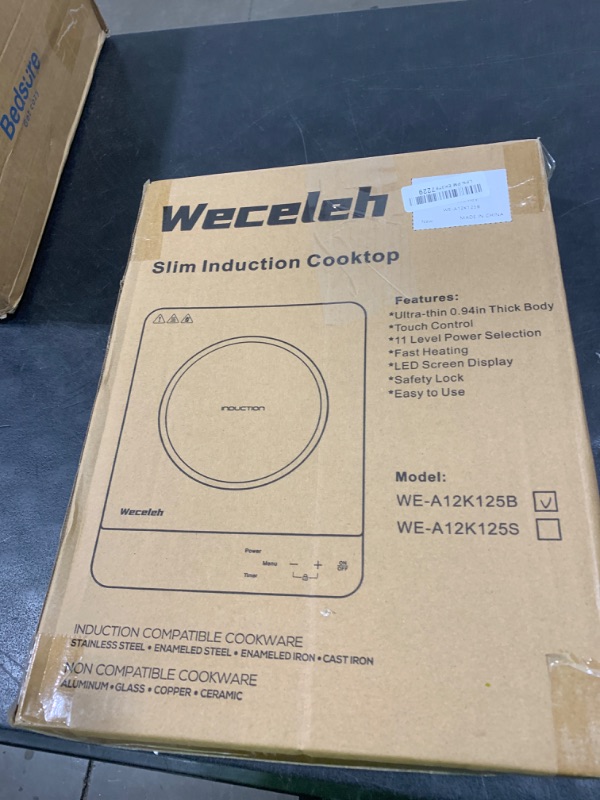 Bedsure
Weceleh
MADE IN CHINA
Slim Induction Cooktop
Features:
*Ultra-thin 0.94in Thick Body
*Touch Control
*11 Level Power Selection
*Fast Heating
*LED Screen Display
*Safety Lock
*Easy to Use
INDUCTION
Model:
WE-A12K125B
WE-A12K125S
Weceleh
Power
Menu − + ON
OFF
Timer
INDUCTION COMPATIBLE COOKWARE
STAINLESS STEEL • ENAMELED STEEL • ENAMELED IRON • CAST IRON
NON COMPATIBLE COOKWARE
ALUMINUM • GLASS • COPPER • CERAMIC